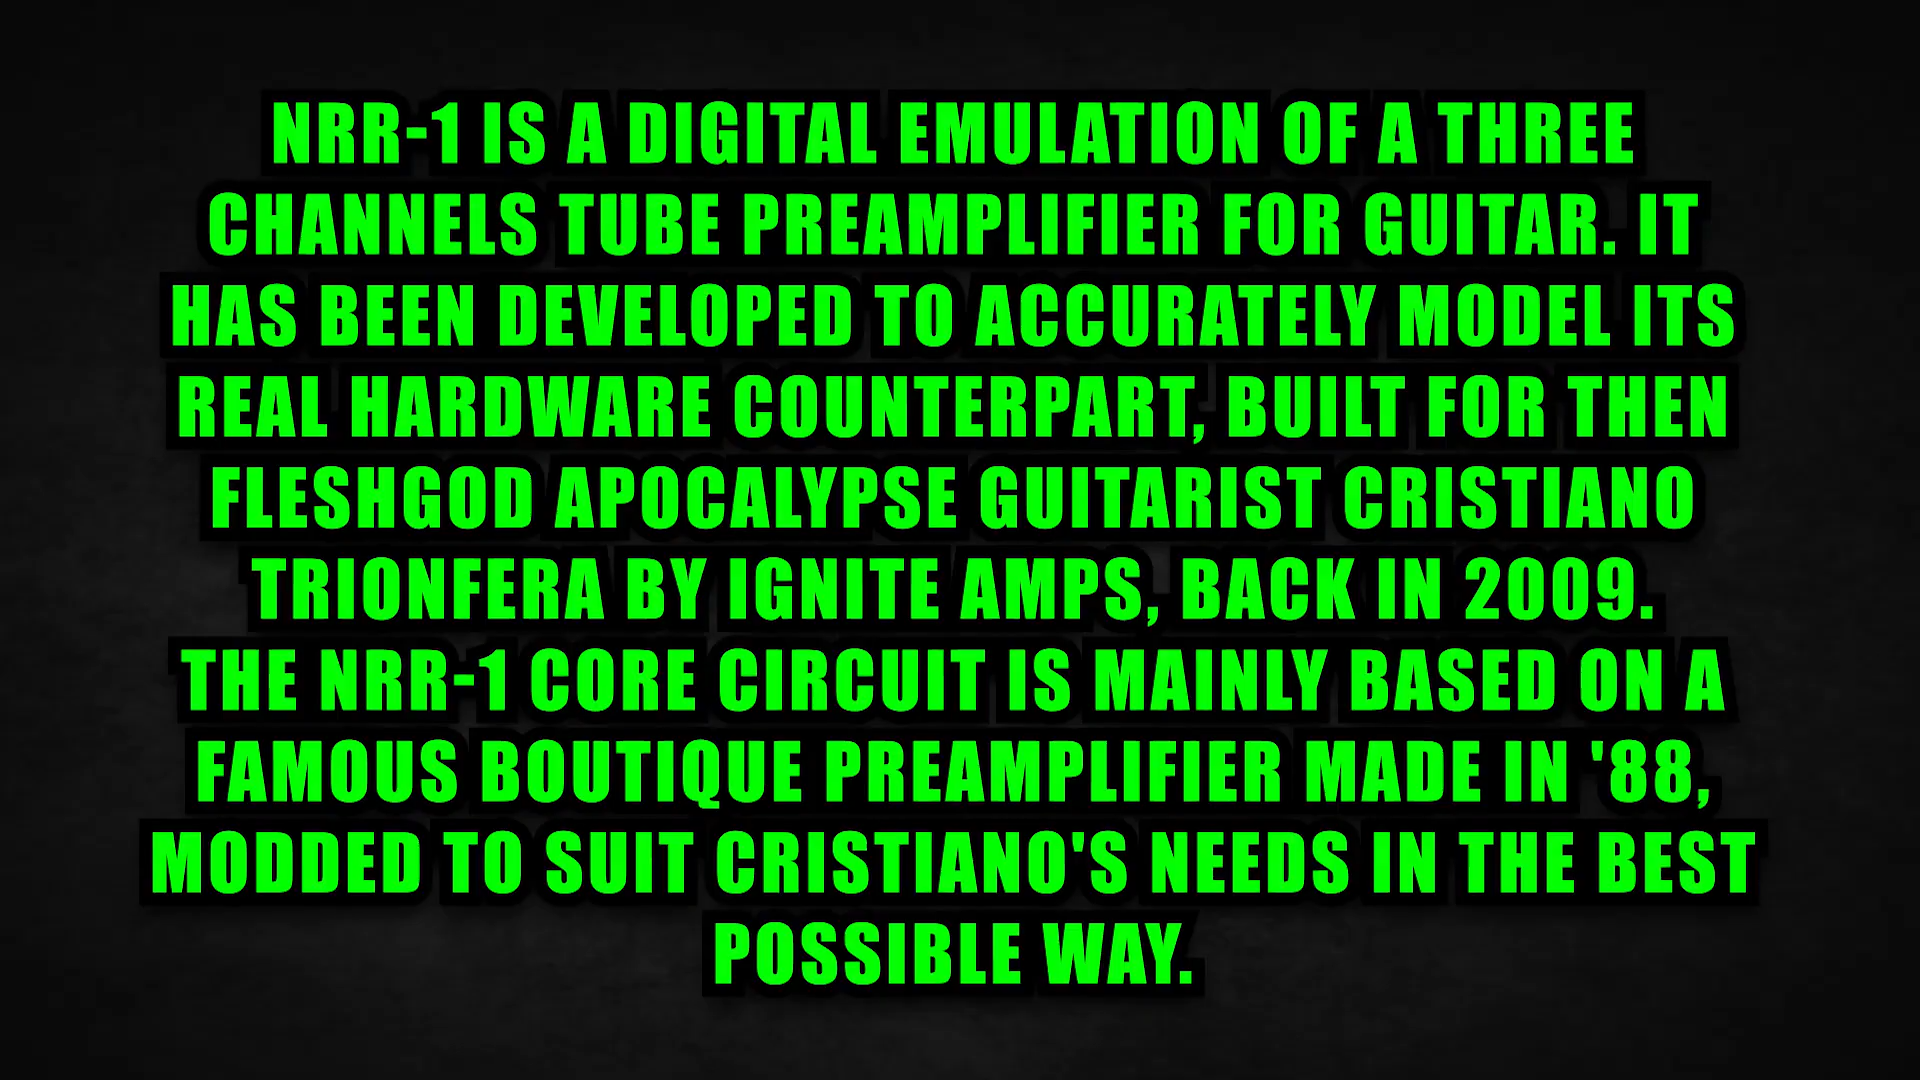 NRR-1 IS A DIGITAL EMULATION OF A THREE
CHANNELS TUBE PREAMPLIFIER FOR GUITAR. IT
HAS BEEN DEVELOPED TO ACCURATELY MODEL ITS
REAL HARDWARE COUNTERPART, BUILT FOR THEN
FLESHGOD APOCALYPSE GUITARIST CRISTIANO
TRIONFERA BY IGNITE AMPS, BACK IN 2009.
THE NRR-1 CORE CIRCUIT IS MAINLY BASED ON A
FAMOUS BOUTIQUE PREAMPLIFIER MADE IN '88,
MODDED TO SUIT CRISTIANO'S NEEDS IN THE BEST
POSSIBLE WAY.